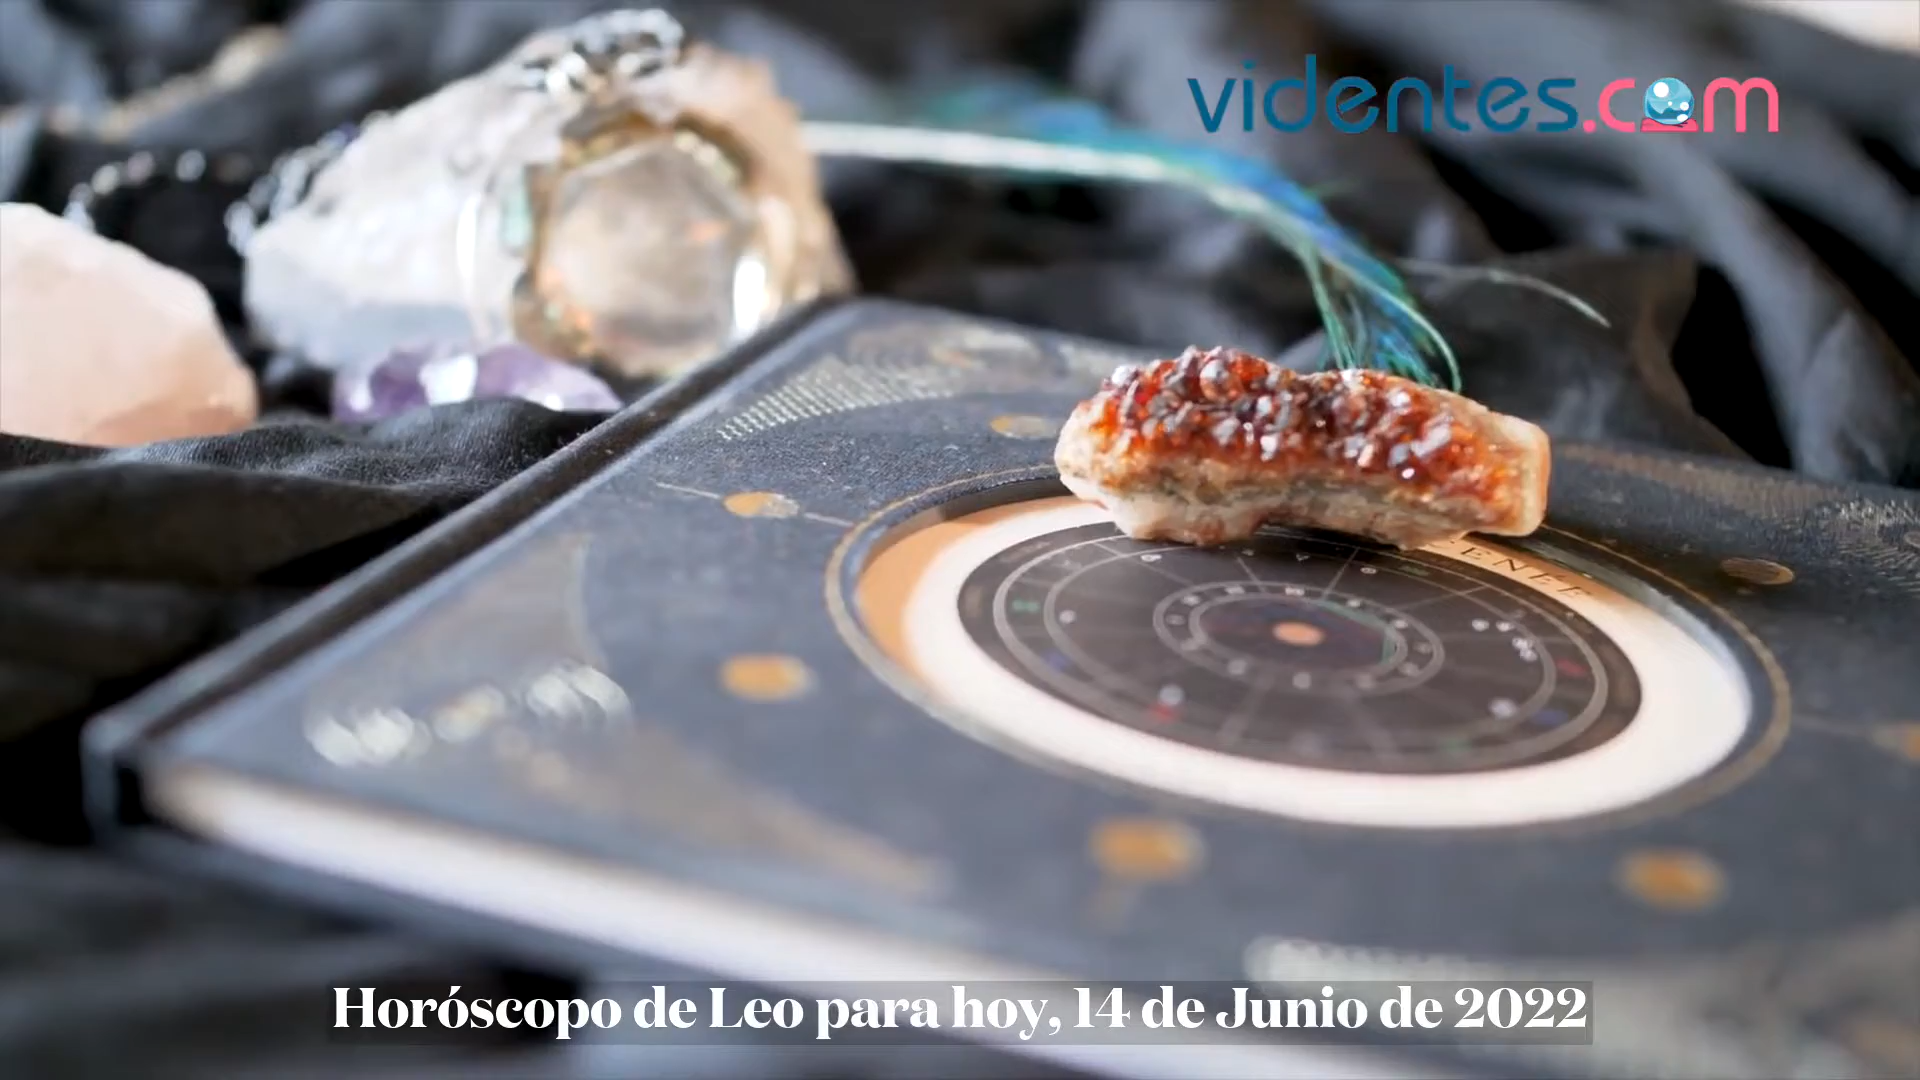 videntes.com
Horóscopo de Leo para hoy, 14 de Junio de 2022